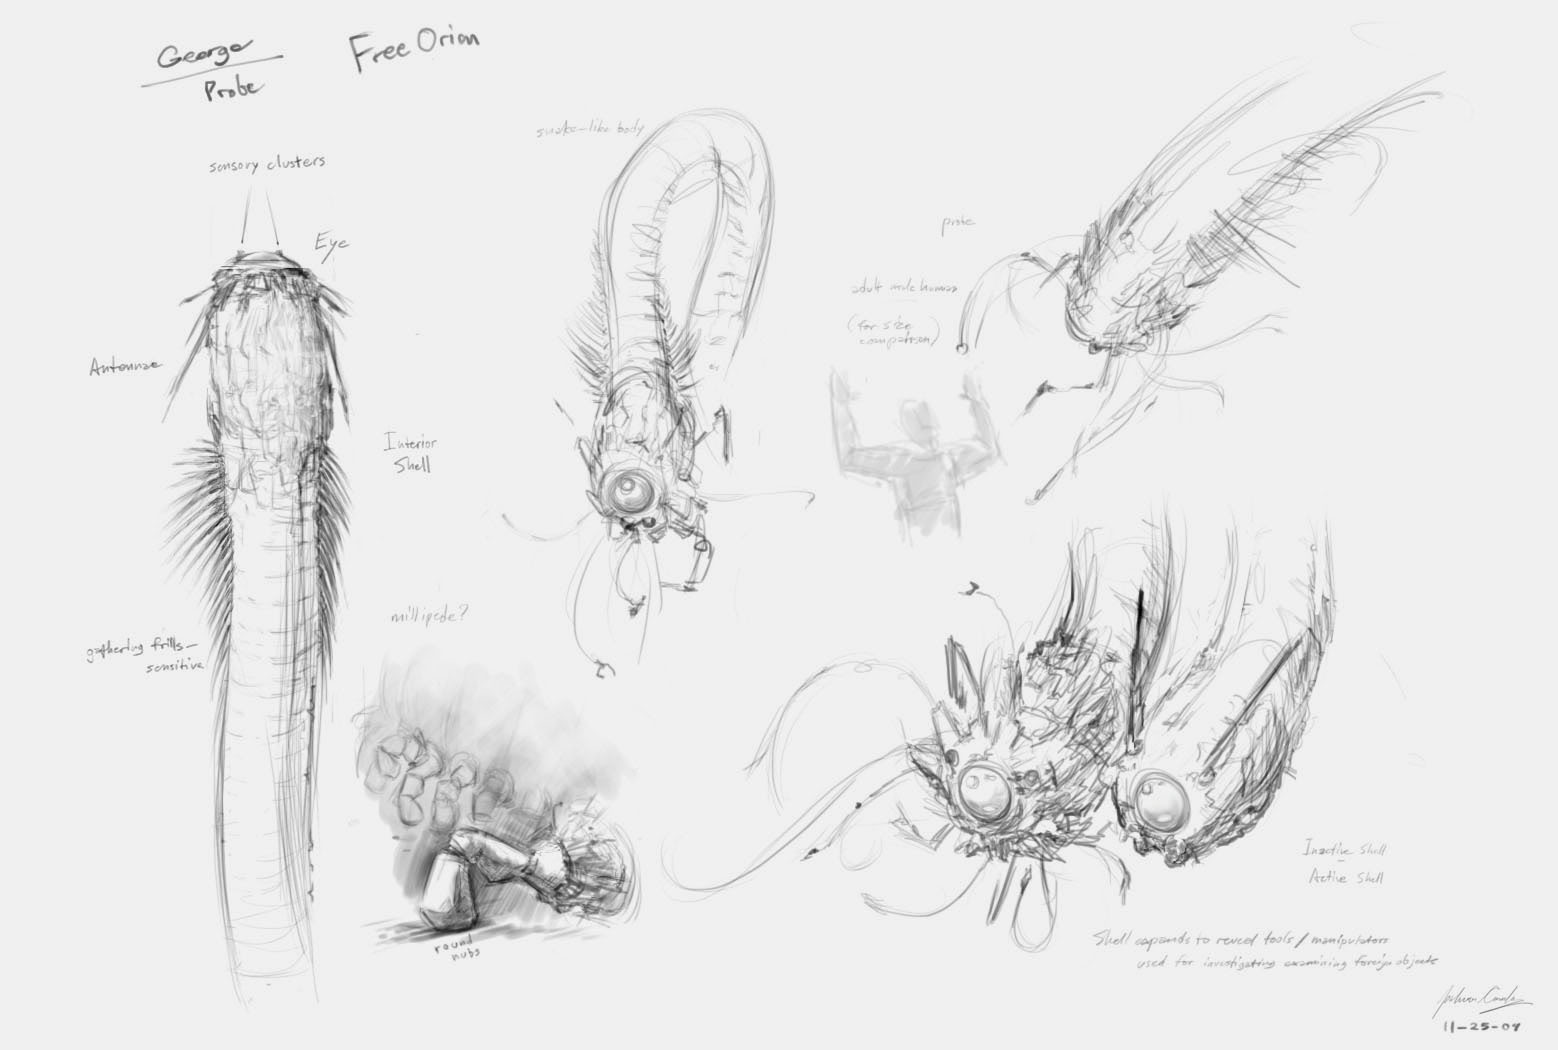 George
Probe
Free Orion
sensory clusters
Eye
Antennae
Interior
Shell
gathering frills—
sensitive
snake-like body
millipede?
round
nubs
probe
adult male human
(for size
comparison)
Inactive Shell
Active Shell
Shell expands to reveal tools / manipulators
used for investigating examining foreign objects
11-25-04